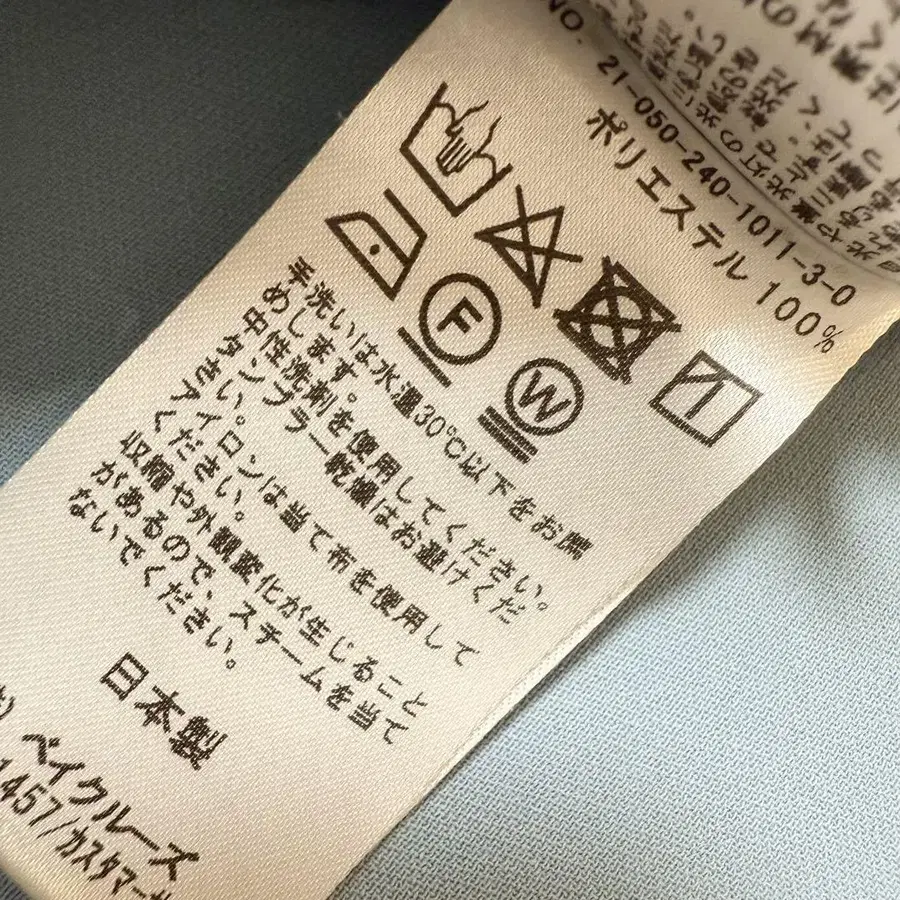 NO. 21-050-240-1011-3-0
ポリエステル 100%
F
W
手洗いは水温30℃以下をお薦
めします。
中性洗剤を使用してください。
タンブラー乾燥はお避けくだ
さい。
アイロンは当て布を使用して
ください。
収縮や外観変化が生じること
があるので、スチームを当て
ないでください。
日本製
ベイクルーズ
1457/カスタマー